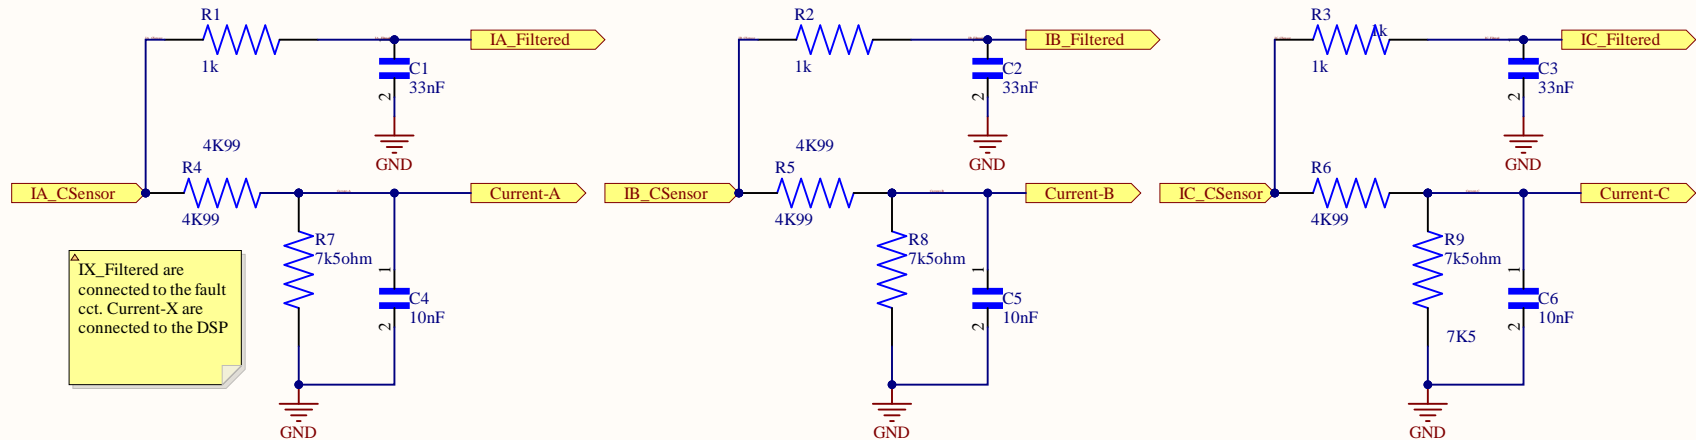 R1
IA_Filtered
1k
C1
33nF
2
GND
4K99
R4
IA_CSensor
4K99
Current-A
R7
7k5ohm
1
C4
10nF
2
GND
IX_Filtered are
connected to the fault
cct. Current-X are
connected to the DSP
R2
IB_Filtered
1k
C2
33nF
2
GND
4K99
R5
IB_CSensor
4K99
Current-B
R8
7k5ohm
1
C5
10nF
2
GND
R3
1k
IC_Filtered
1k
C3
33nF
2
GND
R6
IC_CSensor
4K99
Current-C
R9
7k5ohm
1
C6
10nF
2
7K5
GND